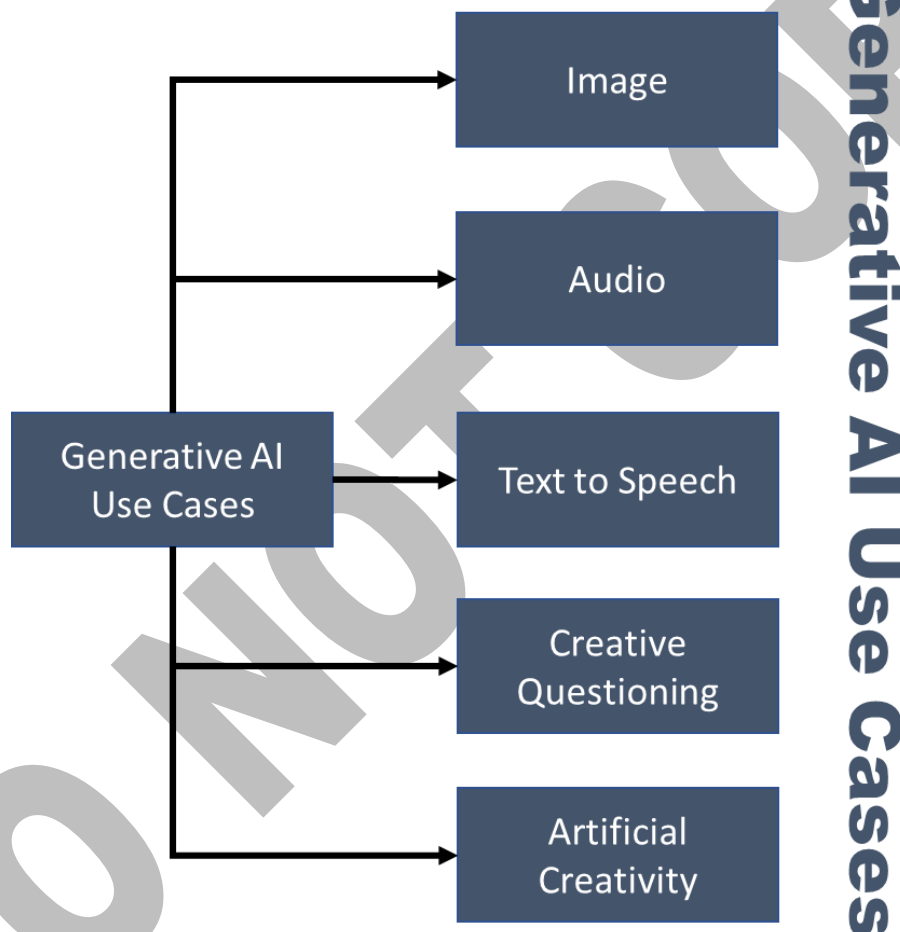 Image
Audio
Generative AI
Use Cases
Text to Speech
Creative
Questioning
Artificial
Creativity
Generative AI Use Cases